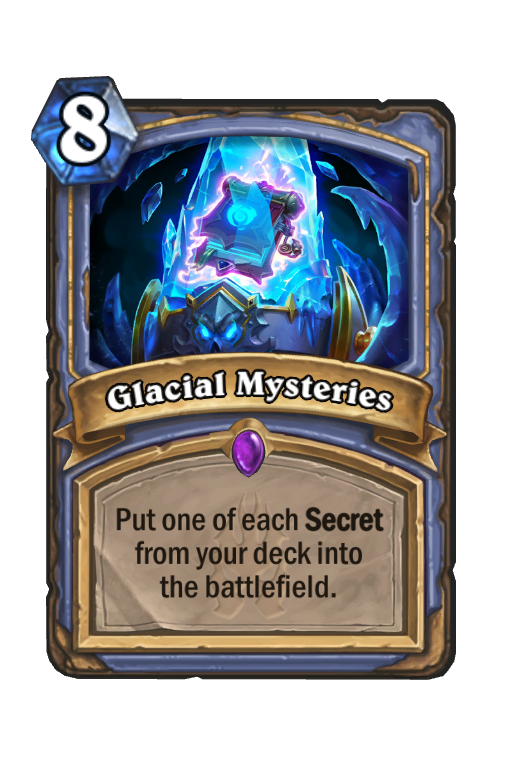 8
Glacial Mysteries
Put one of each Secret
from your deck into
the battlefield.